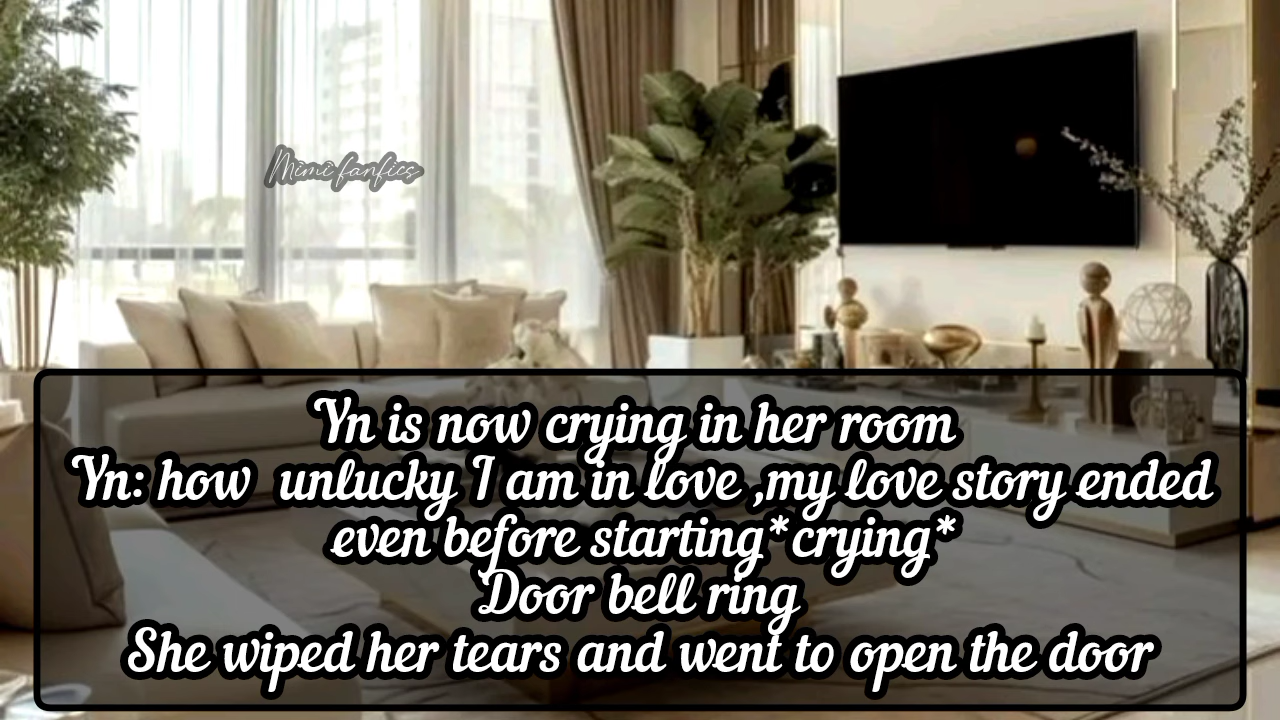 Mimi fanfics
Yn is now crying in her room
Yn: how unlucky I am in love ,my love story ended
even before starting*crying*
Door bell ring
She wiped her tears and went to open the door